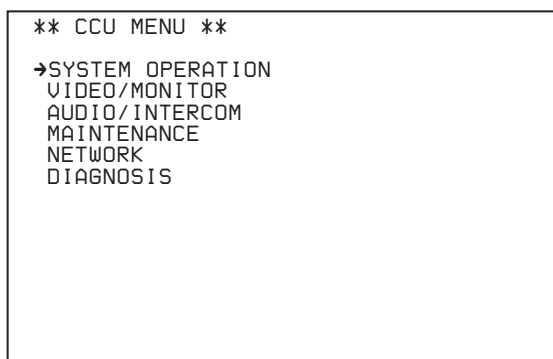 ** CCU MENU **
→SYSTEM OPERATION
VIDEO/MONITOR
AUDIO/INTERCOM
MAINTENANCE
NETWORK
DIAGNOSIS